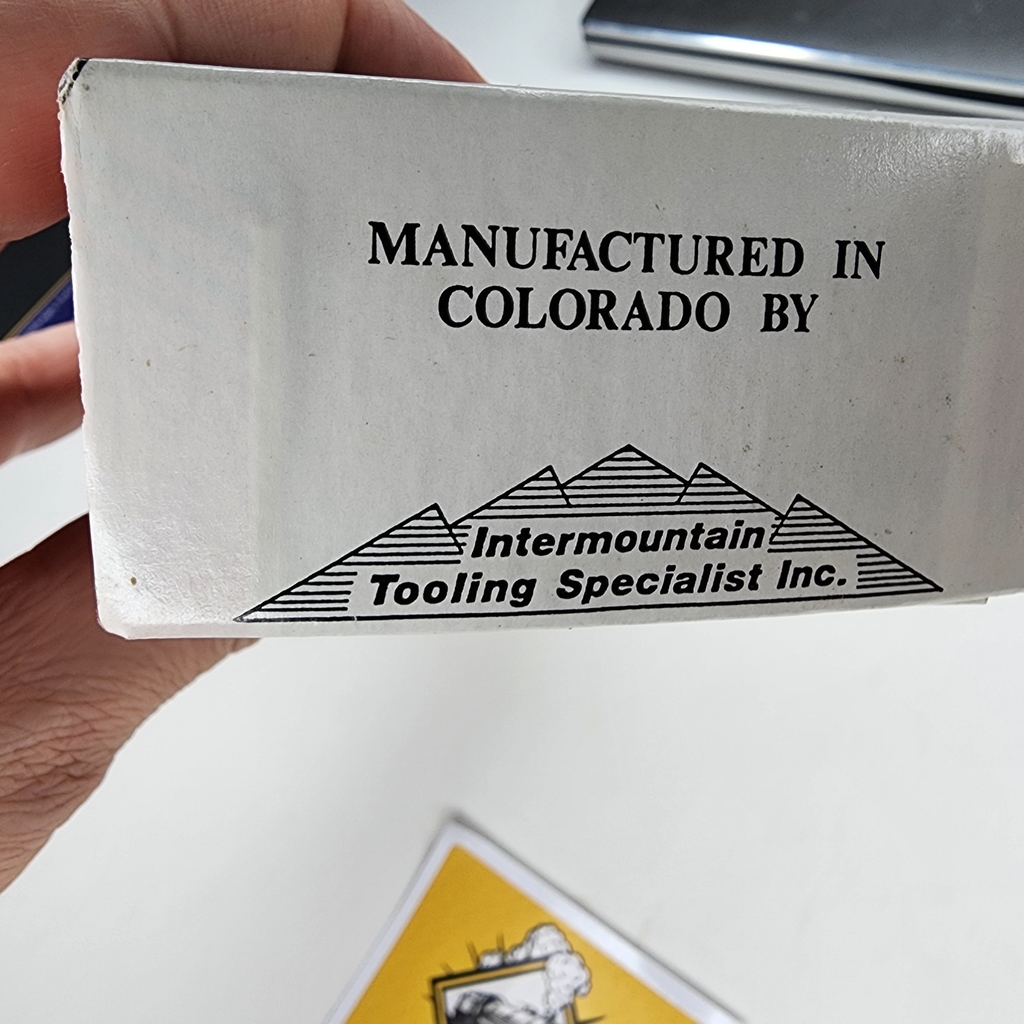 MANUFACTURED IN
COLORADO BY
Intermountain
Tooling Specialist Inc.